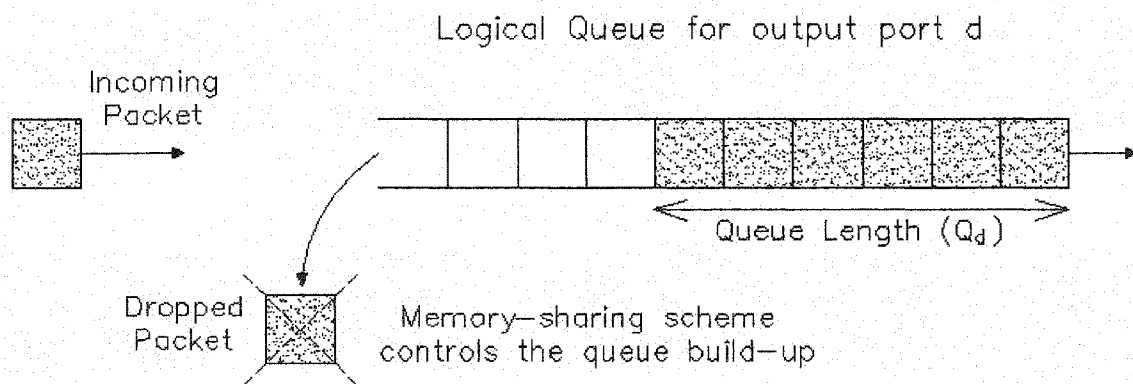 Logical Queue for output port d
Incoming
Packet
Queue Length (Qd)
Dropped
Packet
Memory-sharing scheme
controls the queue build-up